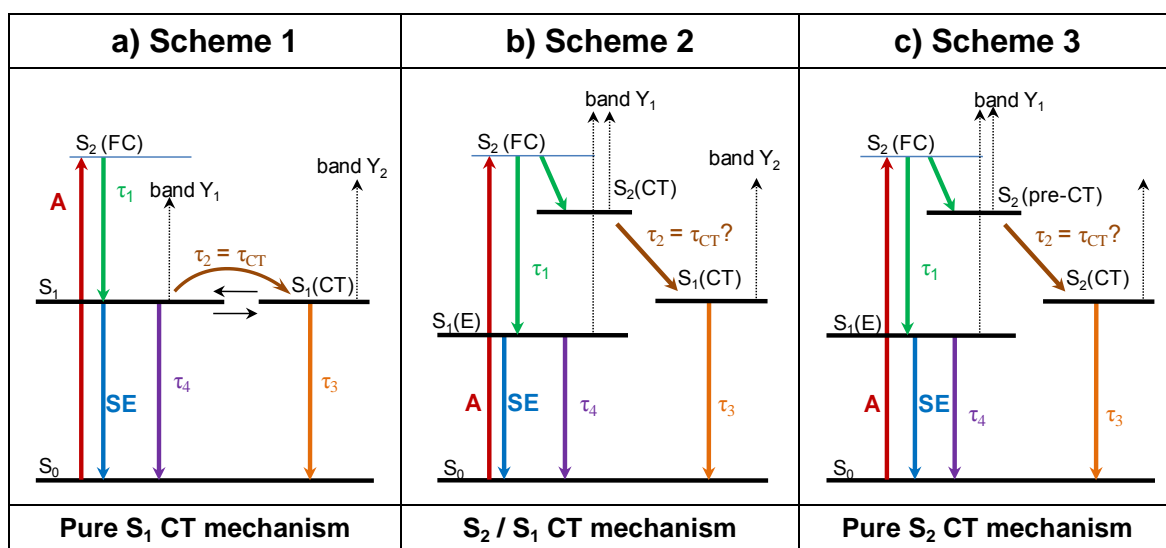 a) Scheme 1
S₂ (FC)
band Y₂
band Y₁
τ₁
A
τ₂ = τ_CT
S₁
S₁(CT)
τ₄
τ₃
SE
S₀
Pure S₁ CT mechanism
b) Scheme 2
band Y₁
S₂ (FC)
band Y₂
S₂(CT)
τ₂ = τ_CT?
τ₁
S₁(CT)
S₁(E)
A
SE
τ₄
τ₃
S₀
S₂ / S₁ CT mechanism
c) Scheme 3
band Y₁
S₂ (FC)
S₂ (pre-CT)
τ₂ = τ_CT?
τ₁
S₂(CT)
S₁(E)
A
SE
τ₄
τ₃
S₀
Pure S₂ CT mechanism